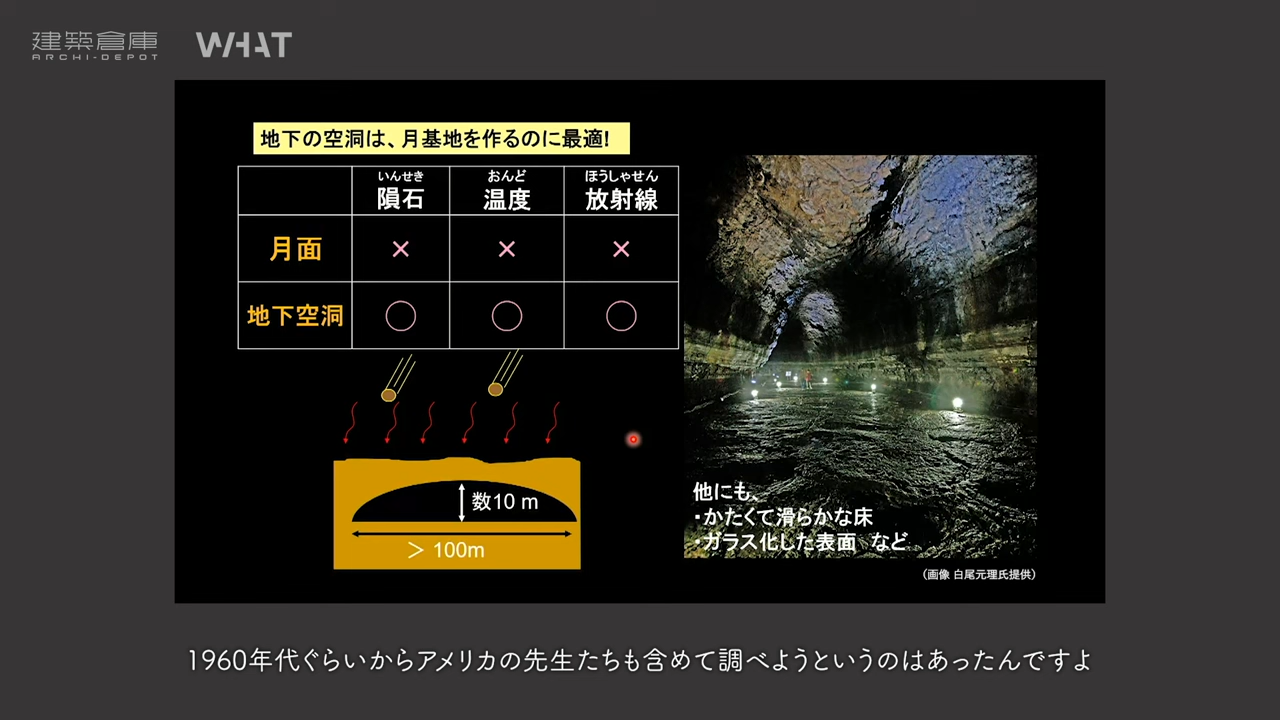 建築倉庫
ARCHI-DEPOT
WHAT
地下の空洞は、月基地を作るのに最適!
いんせき おんど ほうしゃせん
隕石 温度 放射線
月面 × × ×
地下空洞 ○ ○ ○
数10 m
＞ 100m
他にも、
・かたくて滑らかな床
・ガラス化した表面 など
(画像 白尾元理氏提供)
1960年代ぐらいからアメリカの先生たちも含めて調べようというのはあったんですよ